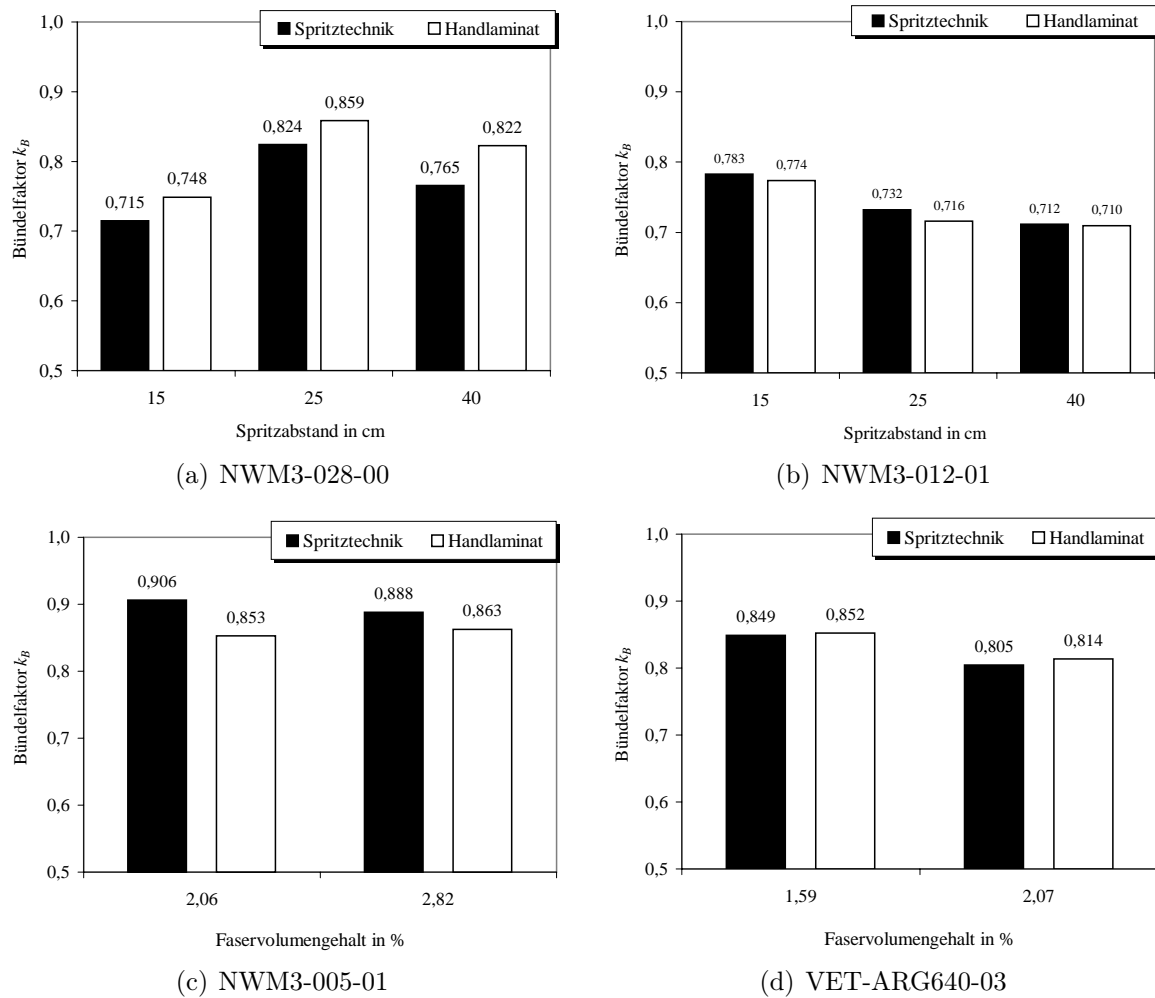 1,0
Spritztechnik Handlaminat
0,9
0,8
0,7
0,6
0,5
Bündelfaktor k_B
0,715 0,748 0,824 0,859 0,765 0,822
15 25 40
Spritzabstand in cm
(a) NWM3-028-00
1,0
Spritztechnik Handlaminat
0,9
0,8
0,7
0,6
0,5
Bündelfaktor k_B
0,783 0,774 0,732 0,716 0,712 0,710
15 25 40
Spritzabstand in cm
(b) NWM3-012-01
1,0
Spritztechnik Handlaminat
0,9
0,8
0,7
0,6
0,5
Bündelfaktor k_B
0,906 0,853 0,888 0,863
2,06 2,82
Faservolumengehalt in %
(c) NWM3-005-01
1,0
Spritztechnik Handlaminat
0,9
0,8
0,7
0,6
0,5
Bündelfaktor k_B
0,849 0,852 0,805 0,814
1,59 2,07
Faservolumengehalt in %
(d) VET-ARG640-03